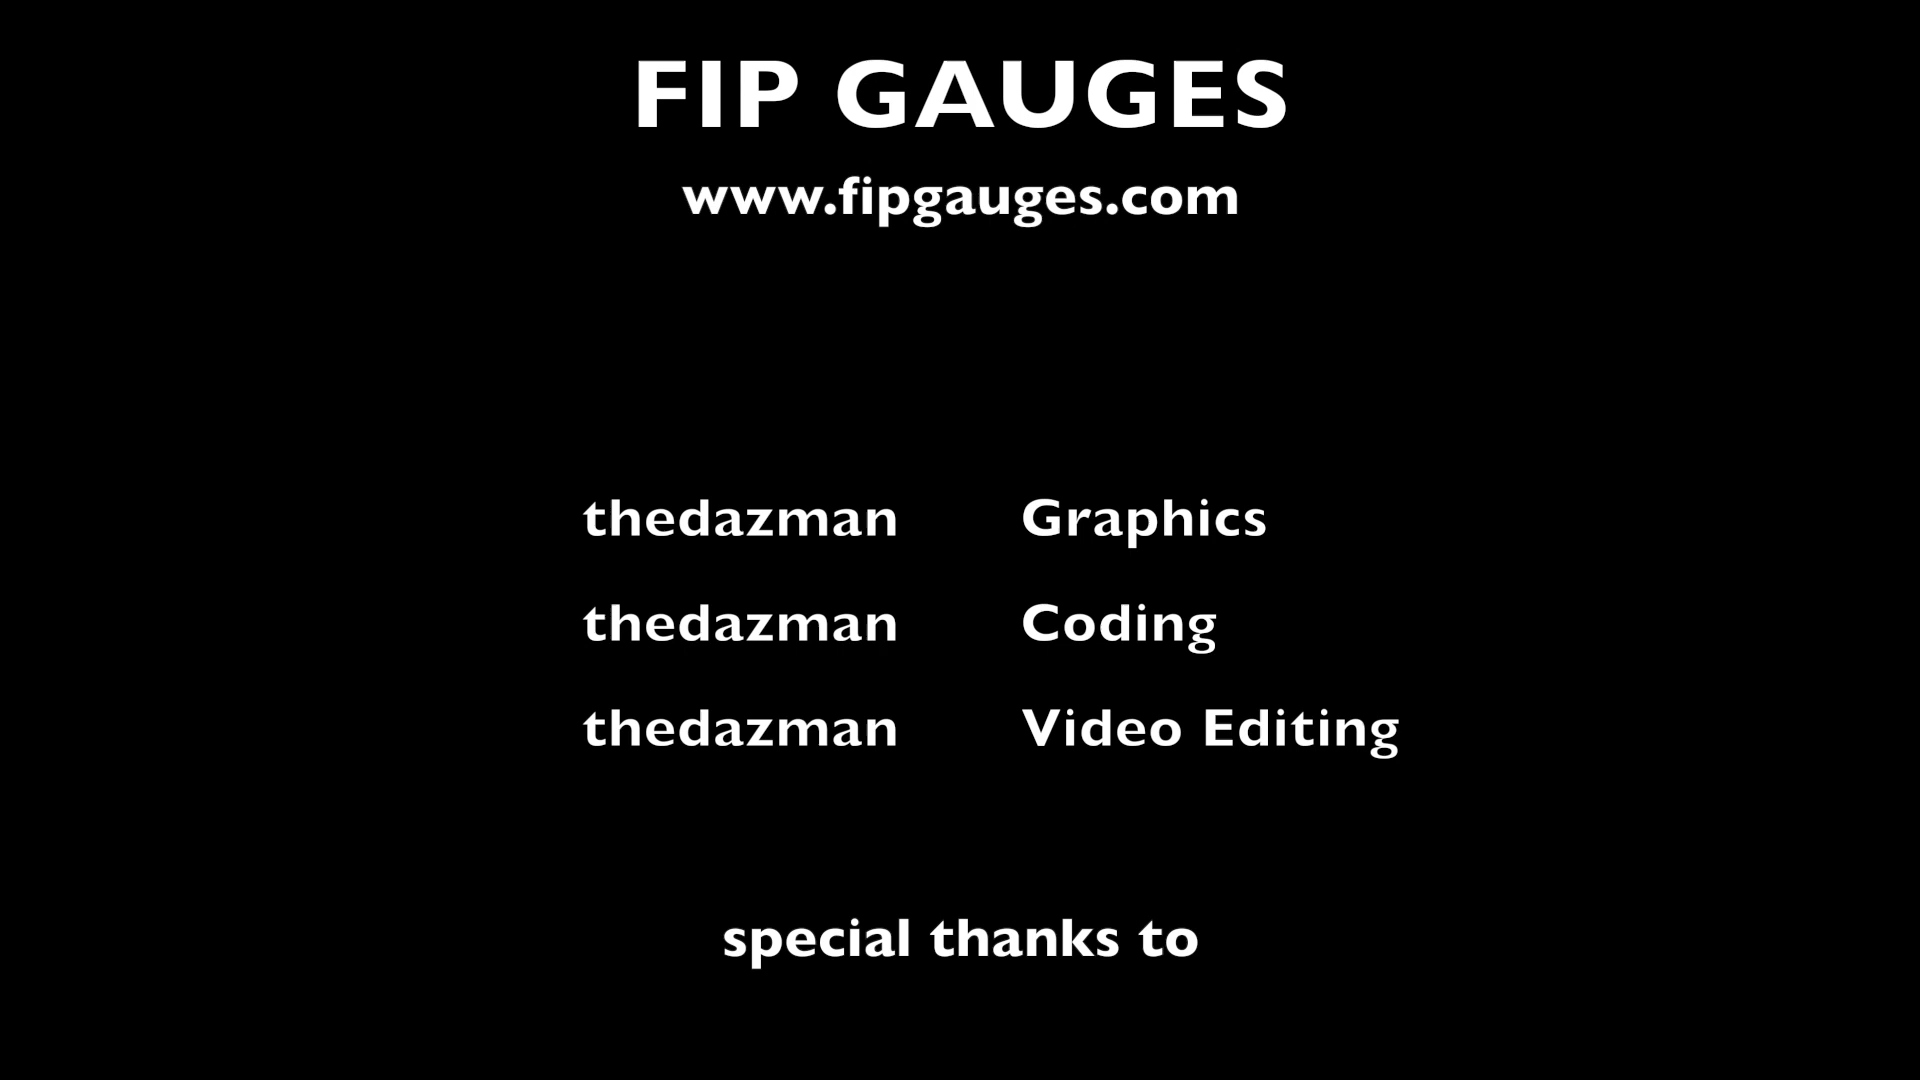 FIP GAUGES
www.fipgauges.com
thedazman Graphics
thedazman Coding
thedazman Video Editing
special thanks to